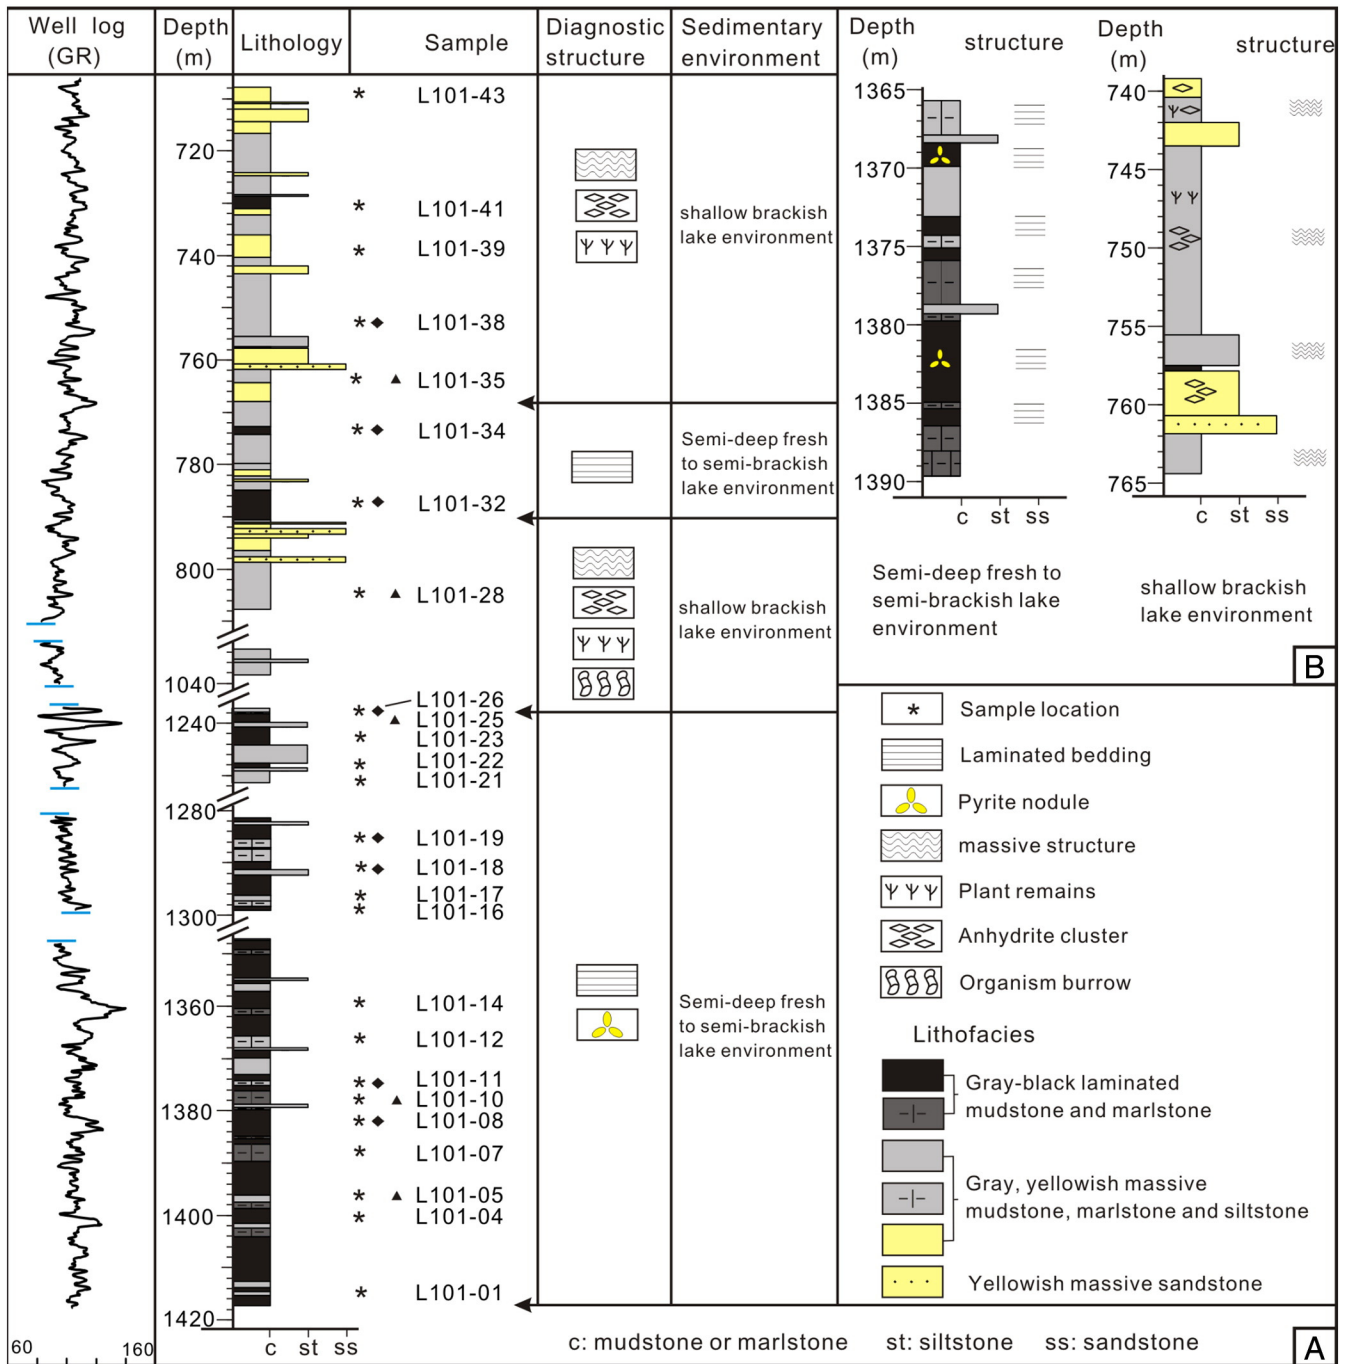 Well log
(GR)
Depth
(m)
Lithology
Sample
Diagnostic
structure
Sedimentary
environment
720
740
760
780
800
1040
1240
1280
1300
1360
1380
1400
1420
60
160
c st ss
* L101-43
* L101-41
* L101-39
*◆ L101-38
* ▲ L101-35
*◆ L101-34
*◆ L101-32
* ▲ L101-28
*◆ L101-26
▲ L101-25
* L101-23
* L101-22
* L101-21
*◆ L101-19
*◆ L101-18
* L101-17
* L101-16
* L101-14
* L101-12
*◆ L101-11
* ▲ L101-10
*◆ L101-08
* L101-07
* ▲ L101-05
* L101-04
* L101-01
shallow brackish
lake environment
Semi-deep fresh
to semi-brackish
lake environment
shallow brackish
lake environment
Semi-deep fresh
to semi-brackish
lake environment
c: mudstone or marlstone st: siltstone ss: sandstone
A
Depth
(m)
structure
1365
1370
1375
1380
1385
1390
c st ss
Semi-deep fresh to
semi-brackish lake
environment
Depth
(m)
structure
740
745
750
755
760
765
c st ss
shallow brackish
lake environment
B
* Sample location
Laminated bedding
Pyrite nodule
massive structure
Plant remains
Anhydrite cluster
Organism burrow
Lithofacies
Gray-black laminated
mudstone and marlstone
Gray, yellowish massive
mudstone, marlstone and siltstone
Yellowish massive sandstone